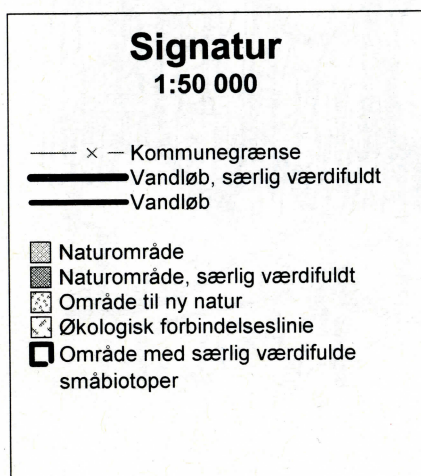 Signatur
1:50 000
Kommunegrænse
Vandløb, særlig værdifuldt
Vandløb
Naturområde
Naturområde, særlig værdifuldt
Område til ny natur
Økologisk forbindelseslinie
Område med særlig værdifulde
småbiotoper